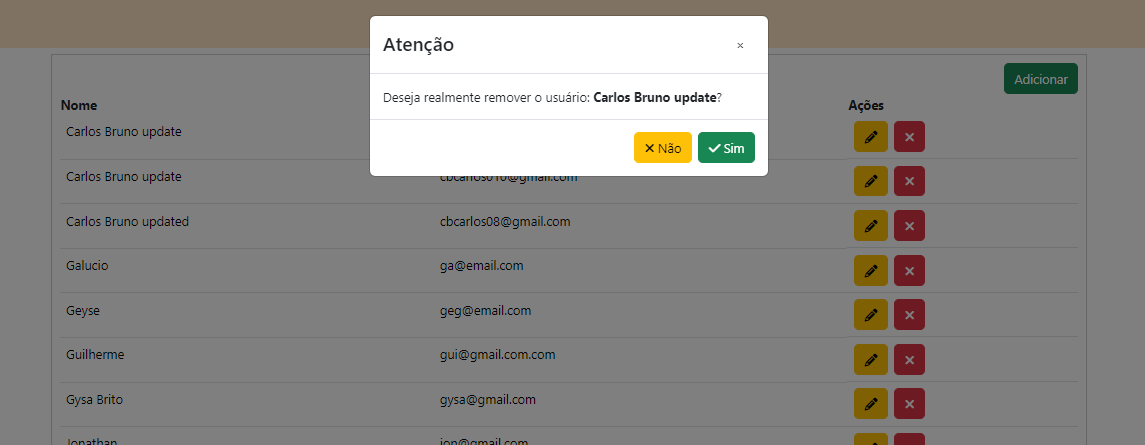 Atenção ×
Adicionar
Deseja realmente remover o usuário: Carlos Bruno update?
Nome Ações
Carlos Bruno update
Não Sim
Carlos Bruno update cbcarlos010@gmail.com
Carlos Bruno updated cbcarlos08@gmail.com
Galucio ga@email.com
Geyse geg@email.com
Guilherme gui@gmail.com.com
Gysa Brito gysa@gmail.com
Jonathan jon@gmail.com